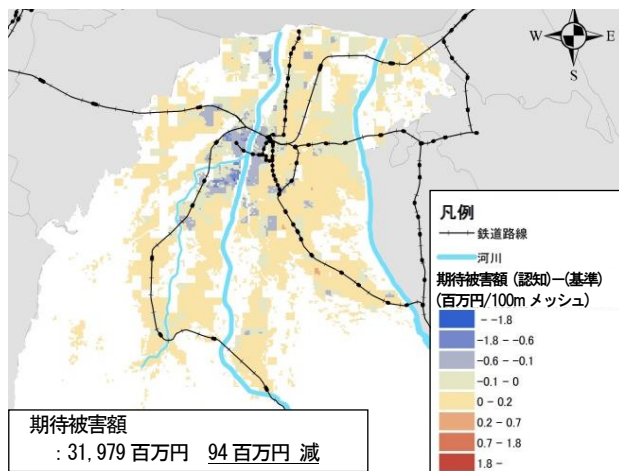 N
W E
S
凡例
鉄道路線
河川
期待被害額 (認知)ー(基準)
(百万円/100m メッシュ)
- -1.8
-1.8 - -0.6
-0.6 - -0.1
-0.1 - 0
0 - 0.2
0.2 - 0.7
0.7 - 1.8
1.8 -
期待被害額
: 31,979 百万円 94 百万円 減